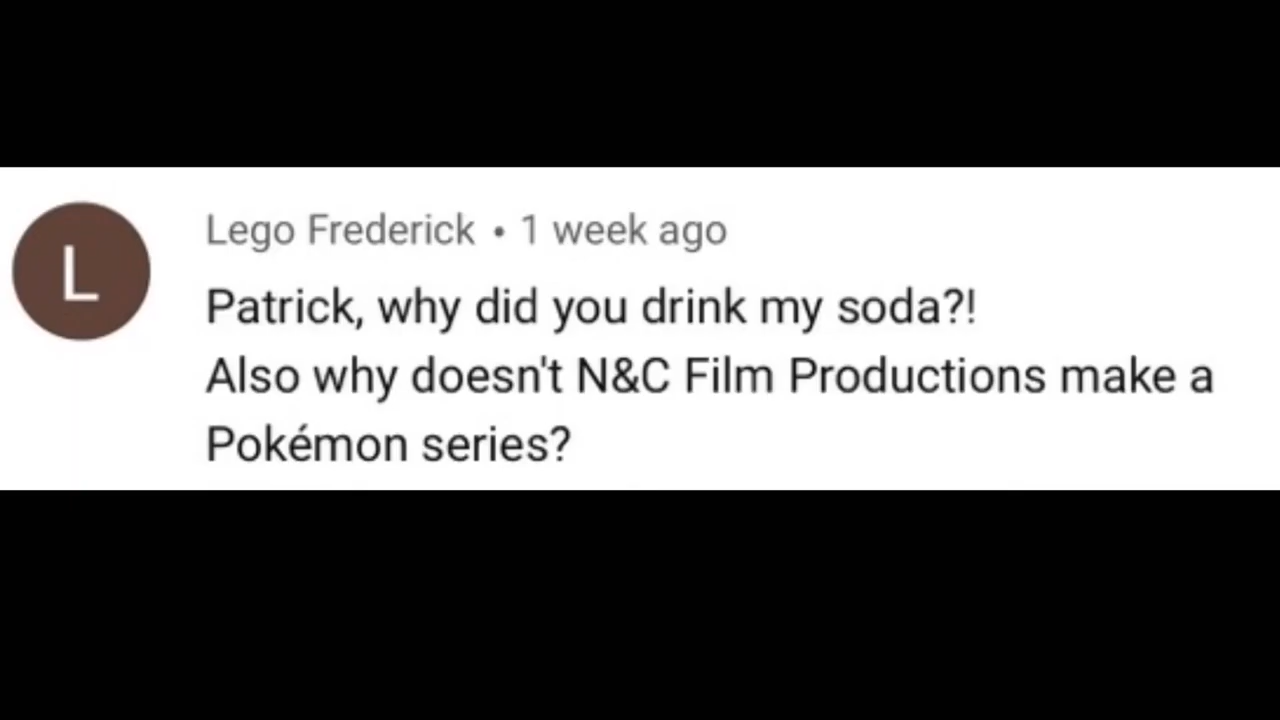 L
Lego Frederick • 1 week ago
Patrick, why did you drink my soda?!
Also why doesn't N&C Film Productions make a
Pokémon series?